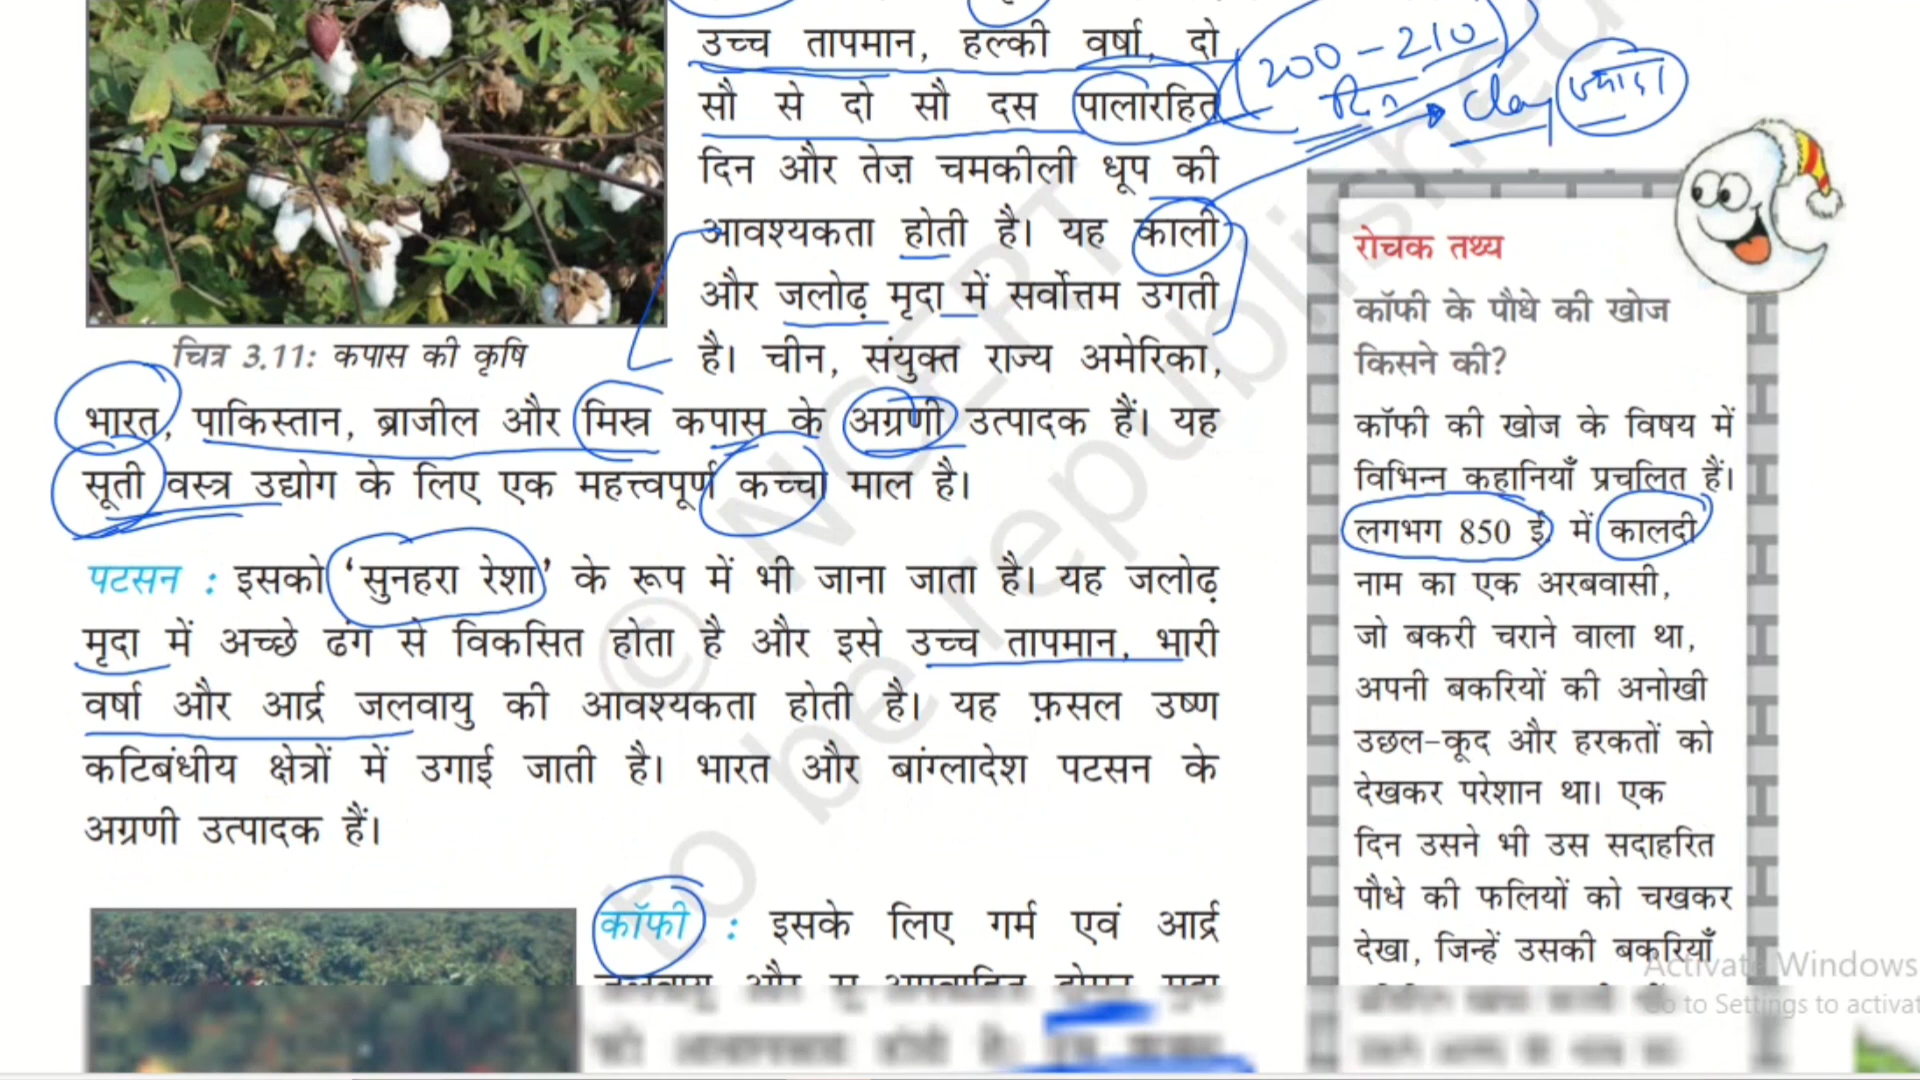 उच्च तापमान, हल्की वर्षा, दो
सौ से दो सौ दस पालारहित
दिन और तेज़ चमकीली धूप की
आवश्यकता होती है। यह काली
और जलोढ़ मृदा में सर्वोत्तम उगती
है। चीन, संयुक्त राज्य अमेरिका,
भारत, पाकिस्तान, ब्राजील और मिस्र कपास के अग्रणी उत्पादक हैं। यह
सूती वस्त्र उद्योग के लिए एक महत्त्वपूर्ण कच्चा माल है।
चित्र 3.11: कपास की कृषि
पटसन : इसको ‘सुनहरा रेशा’ के रूप में भी जाना जाता है। यह जलोढ़
मृदा में अच्छे ढंग से विकसित होता है और इसे उच्च तापमान, भारी
वर्षा और आर्द्र जलवायु की आवश्यकता होती है। यह फ़सल उष्ण
कटिबंधीय क्षेत्रों में उगाई जाती है। भारत और बांग्लादेश पटसन के
अग्रणी उत्पादक हैं।
कॉफी : इसके लिए गर्म एवं आर्द्र
200-210
Clay
रोचक तथ्य
कॉफी के पौधे की खोज
किसने की?
कॉफी की खोज के विषय में
विभिन्न कहानियाँ प्रचलित हैं।
लगभग 850 ई. में कालदी
नाम का एक अरबवासी,
जो बकरी चराने वाला था,
अपनी बकरियों की अनोखी
उछल-कूद और हरकतों को
देखकर परेशान था। एक
दिन उसने भी उस सदाहरित
पौधे की फलियों को चखकर
देखा, जिन्हें उसकी बकरियाँ
© NCERT
to be republished
Activate Windows
Go to Settings to activat